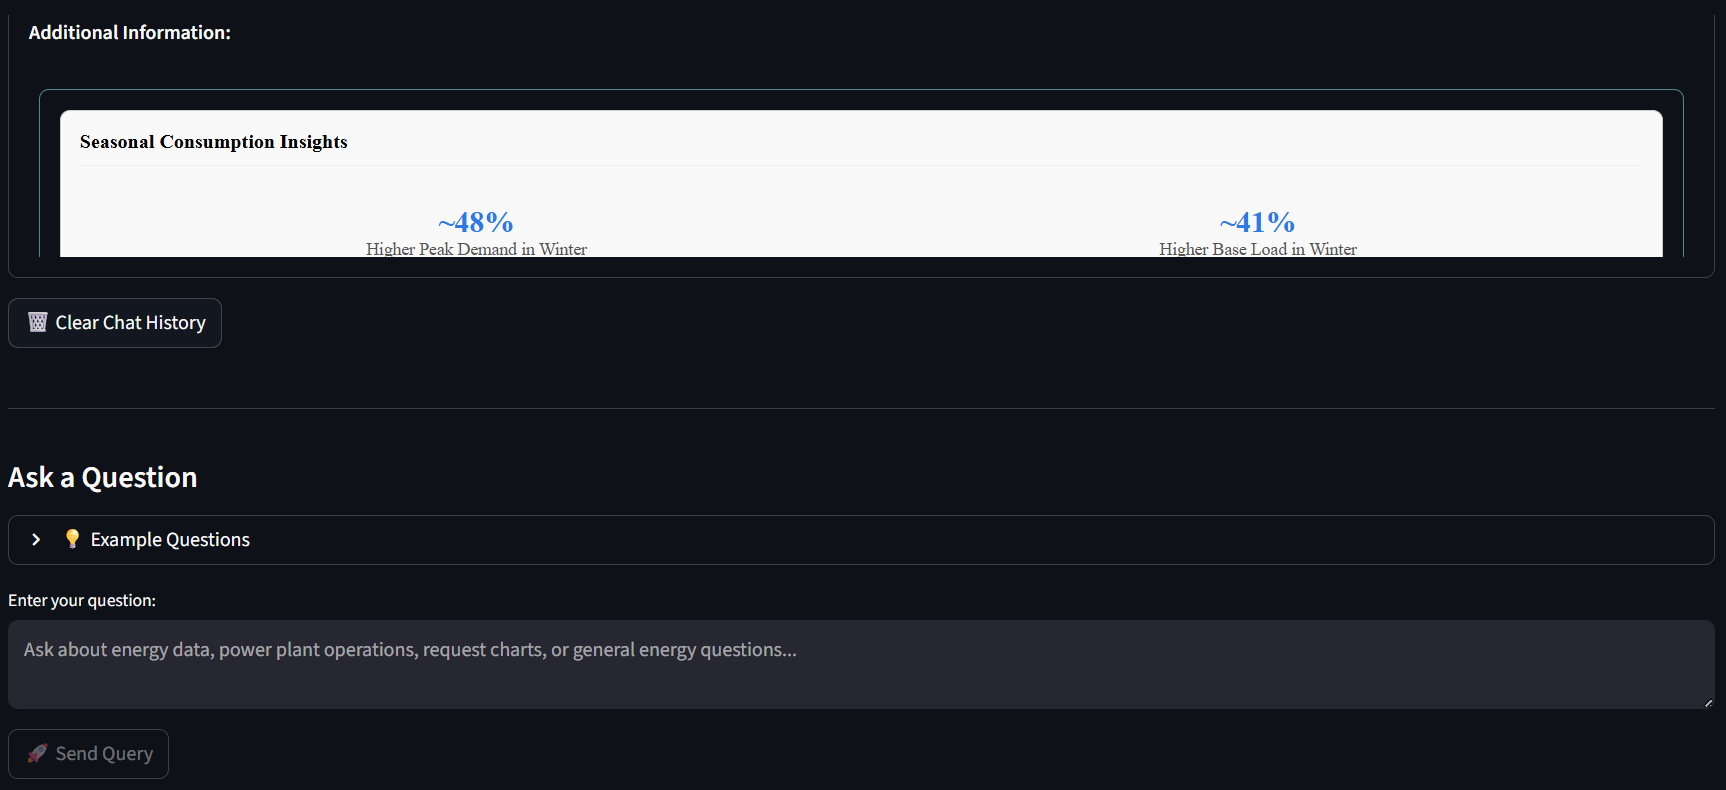 Additional Information:
Seasonal Consumption Insights
~48%
Higher Peak Demand in Winter
~41%
Higher Base Load in Winter
Clear Chat History
Ask a Question
Example Questions
Enter your question:
Ask about energy data, power plant operations, request charts, or general energy questions...
Send Query